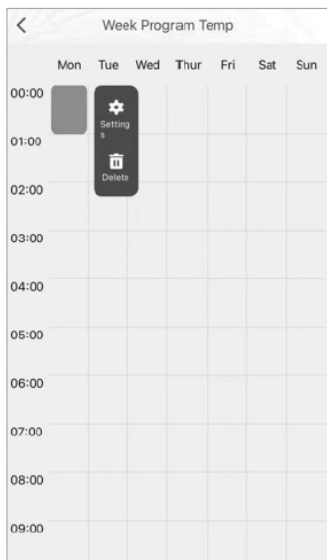 Week Program Temp
Mon Tue Wed Thur Fri Sat Sun
00:00
Setting
s
01:00
Delete
02:00
03:00
04:00
05:00
06:00
07:00
08:00
09:00